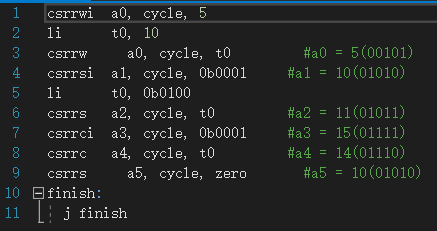 1 csrrwi a0, cycle, 5
2 li t0, 10
3 csrrw a0, cycle, t0 #a0 = 5(00101)
4 csrrsi a1, cycle, 0b0001 #a1 = 10(01010)
5 li t0, 0b0100
6 csrrs a2, cycle, t0 #a2 = 11(01011)
7 csrrci a3, cycle, 0b0001 #a3 = 15(01111)
8 csrrc a4, cycle, t0 #a4 = 14(01110)
9 csrrs a5, cycle, zero #a5 = 10(01010)
10 finish:
11 j finish